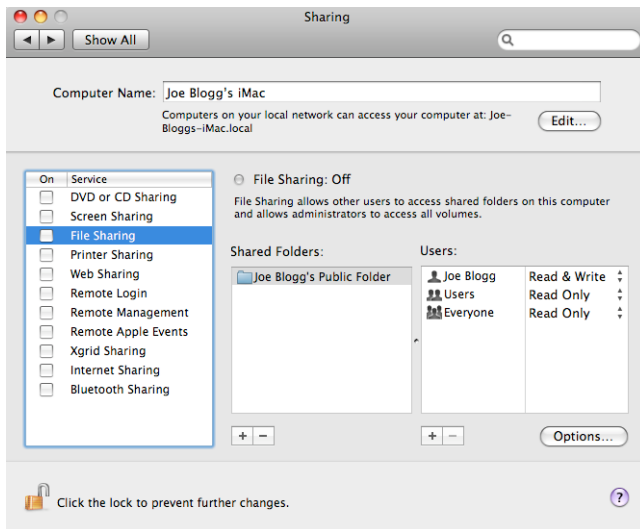 Sharing
Show All
Computer Name: Joe Blogg's iMac
Computers on your local network can access your computer at: Joe-
Bloggs-iMac.local
Edit...
On Service
DVD or CD Sharing
Screen Sharing
File Sharing
Printer Sharing
Web Sharing
Remote Login
Remote Management
Remote Apple Events
Xgrid Sharing
Internet Sharing
Bluetooth Sharing
File Sharing: Off
File Sharing allows other users to access shared folders on this computer
and allows administrators to access all volumes.
Shared Folders:
Joe Blogg's Public Folder
Users:
Joe Blogg Read & Write
Users Read Only
Everyone Read Only
+ −
+ −
Options...
Click the lock to prevent further changes.
?